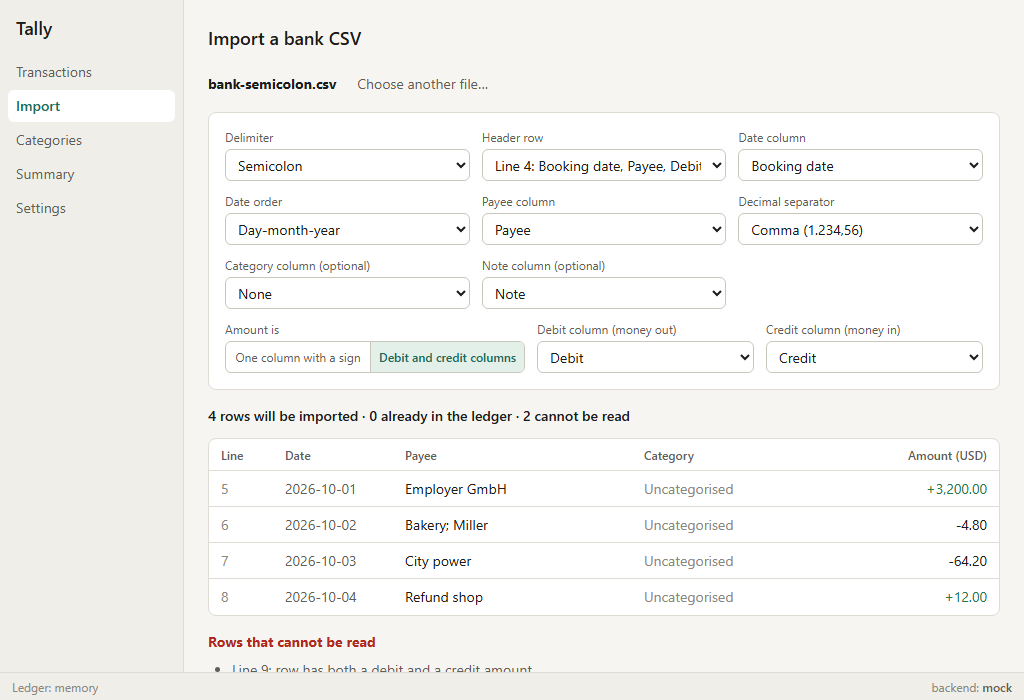 Tally
Transactions
Import
Categories
Summary
Settings
Import a bank CSV
bank-semicolon.csv Choose another file...
Delimiter Header row Date column
Semicolon Line 4: Booking date, Payee, Debit Booking date
Date order Payee column Decimal separator
Day-month-year Payee Comma (1.234,56)
Category column (optional) Note column (optional)
None Note
Amount is Debit column (money out) Credit column (money in)
One column with a sign Debit and credit columns Debit Credit
4 rows will be imported · 0 already in the ledger · 2 cannot be read
Line Date Payee Category Amount (USD)
5 2026-10-01 Employer GmbH Uncategorised +3,200.00
6 2026-10-02 Bakery; Miller Uncategorised -4.80
7 2026-10-03 City power Uncategorised -64.20
8 2026-10-04 Refund shop Uncategorised +12.00
Rows that cannot be read
• Line 9: row has both a debit and a credit amount
Ledger: memory backend: mock